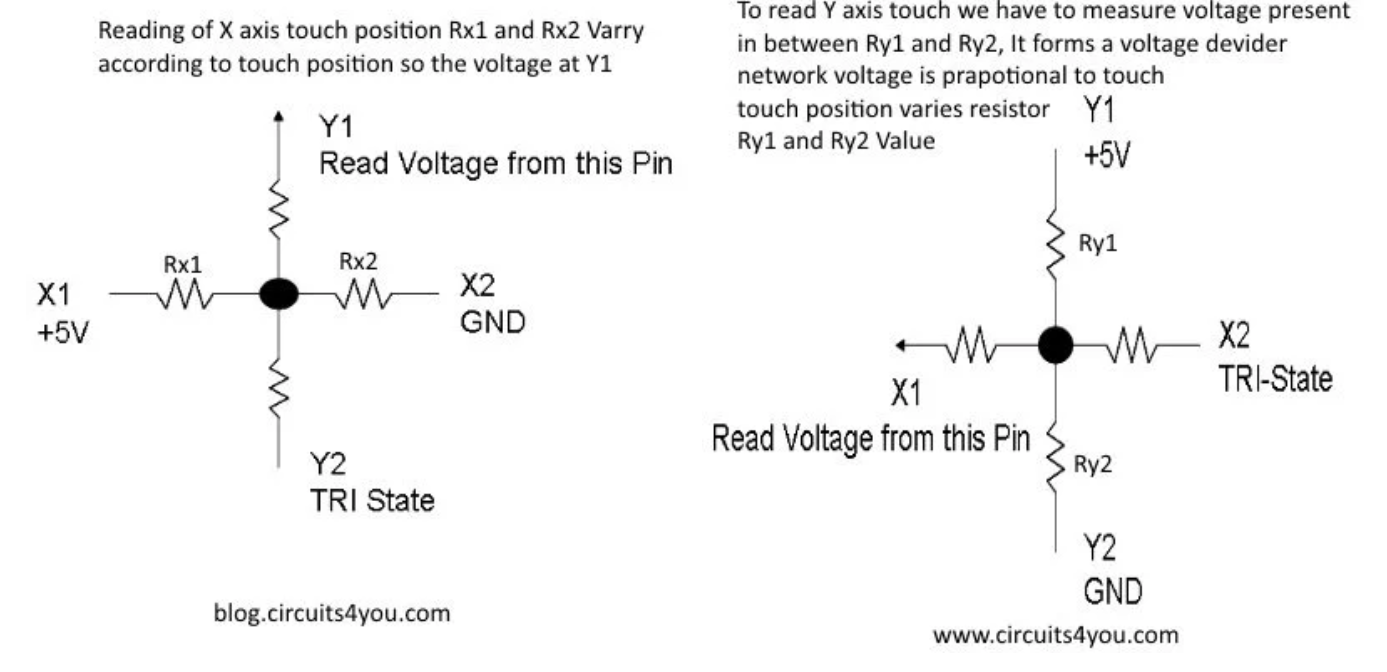 Reading of X axis touch position Rx1 and Rx2 Varry
according to touch position so the voltage at Y1
Y1
Read Voltage from this Pin
Rx1
Rx2
X1
+5V
X2
GND
Y2
TRI State
blog.circuits4you.com
To read Y axis touch we have to measure voltage present
in between Ry1 and Ry2, It forms a voltage devider
network voltage is prapotional to touch
touch position varies resistor
Ry1 and Ry2 Value
Y1
+5V
Ry1
X2
TRI-State
X1
Read Voltage from this Pin
Ry2
Y2
GND
www.circuits4you.com